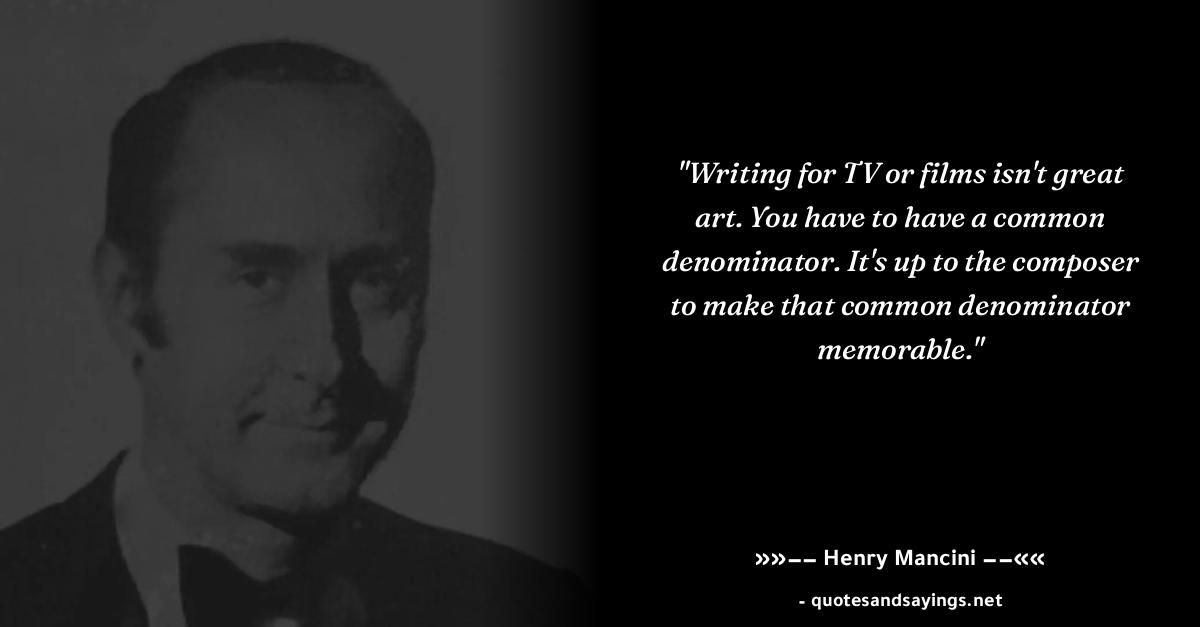 "Writing for TV or films isn't great
art. You have to have a common
denominator. It's up to the composer
to make that common denominator
memorable."
»»–– Henry Mancini ––««
- quotesandsayings.net